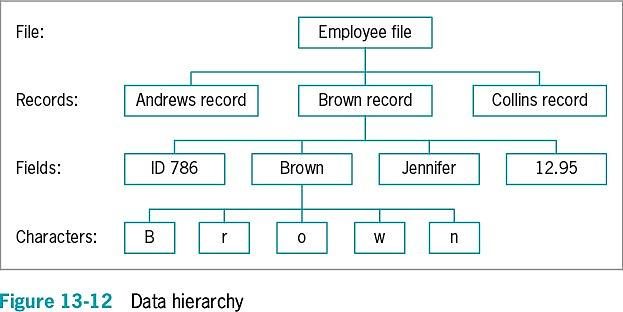 File: Employee file
Records: Andrews record Brown record Collins record
Fields: ID 786 Brown Jennifer 12.95
Characters: B r o w n
Figure 13-12 Data hierarchy